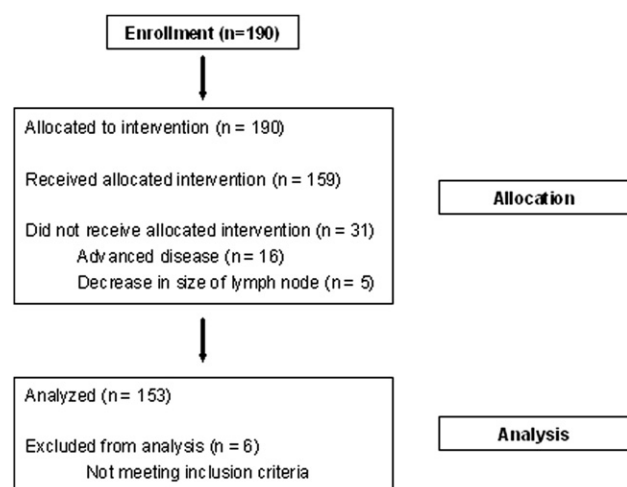 Enrollment (n=190)
Allocated to intervention (n = 190)
Received allocated intervention (n = 159)
Allocation
Did not receive allocated intervention (n = 31)
Advanced disease (n = 16)
Decrease in size of lymph node (n = 5)
Analyzed (n = 153)
Analysis
Excluded from analysis (n = 6)
Not meeting inclusion criteria